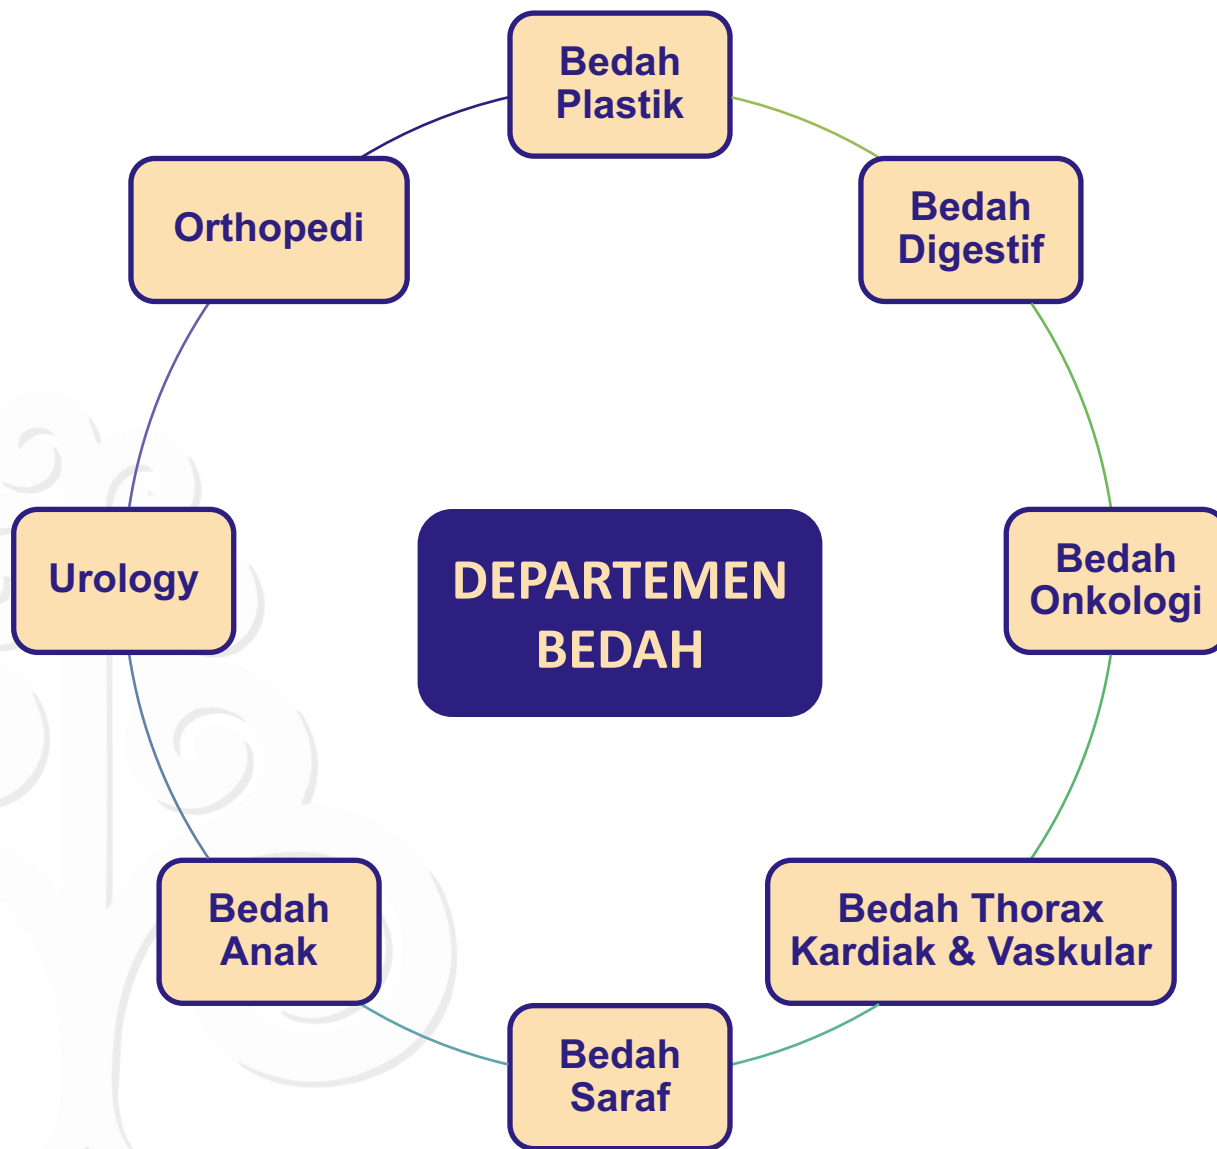 Bedah
Plastik
Bedah
Digestif
Orthopedi
Bedah
Onkologi
Urology
DEPARTEMEN
BEDAH
Bedah
Anak
Bedah Thorax
Kardiak & Vaskular
Bedah
Saraf